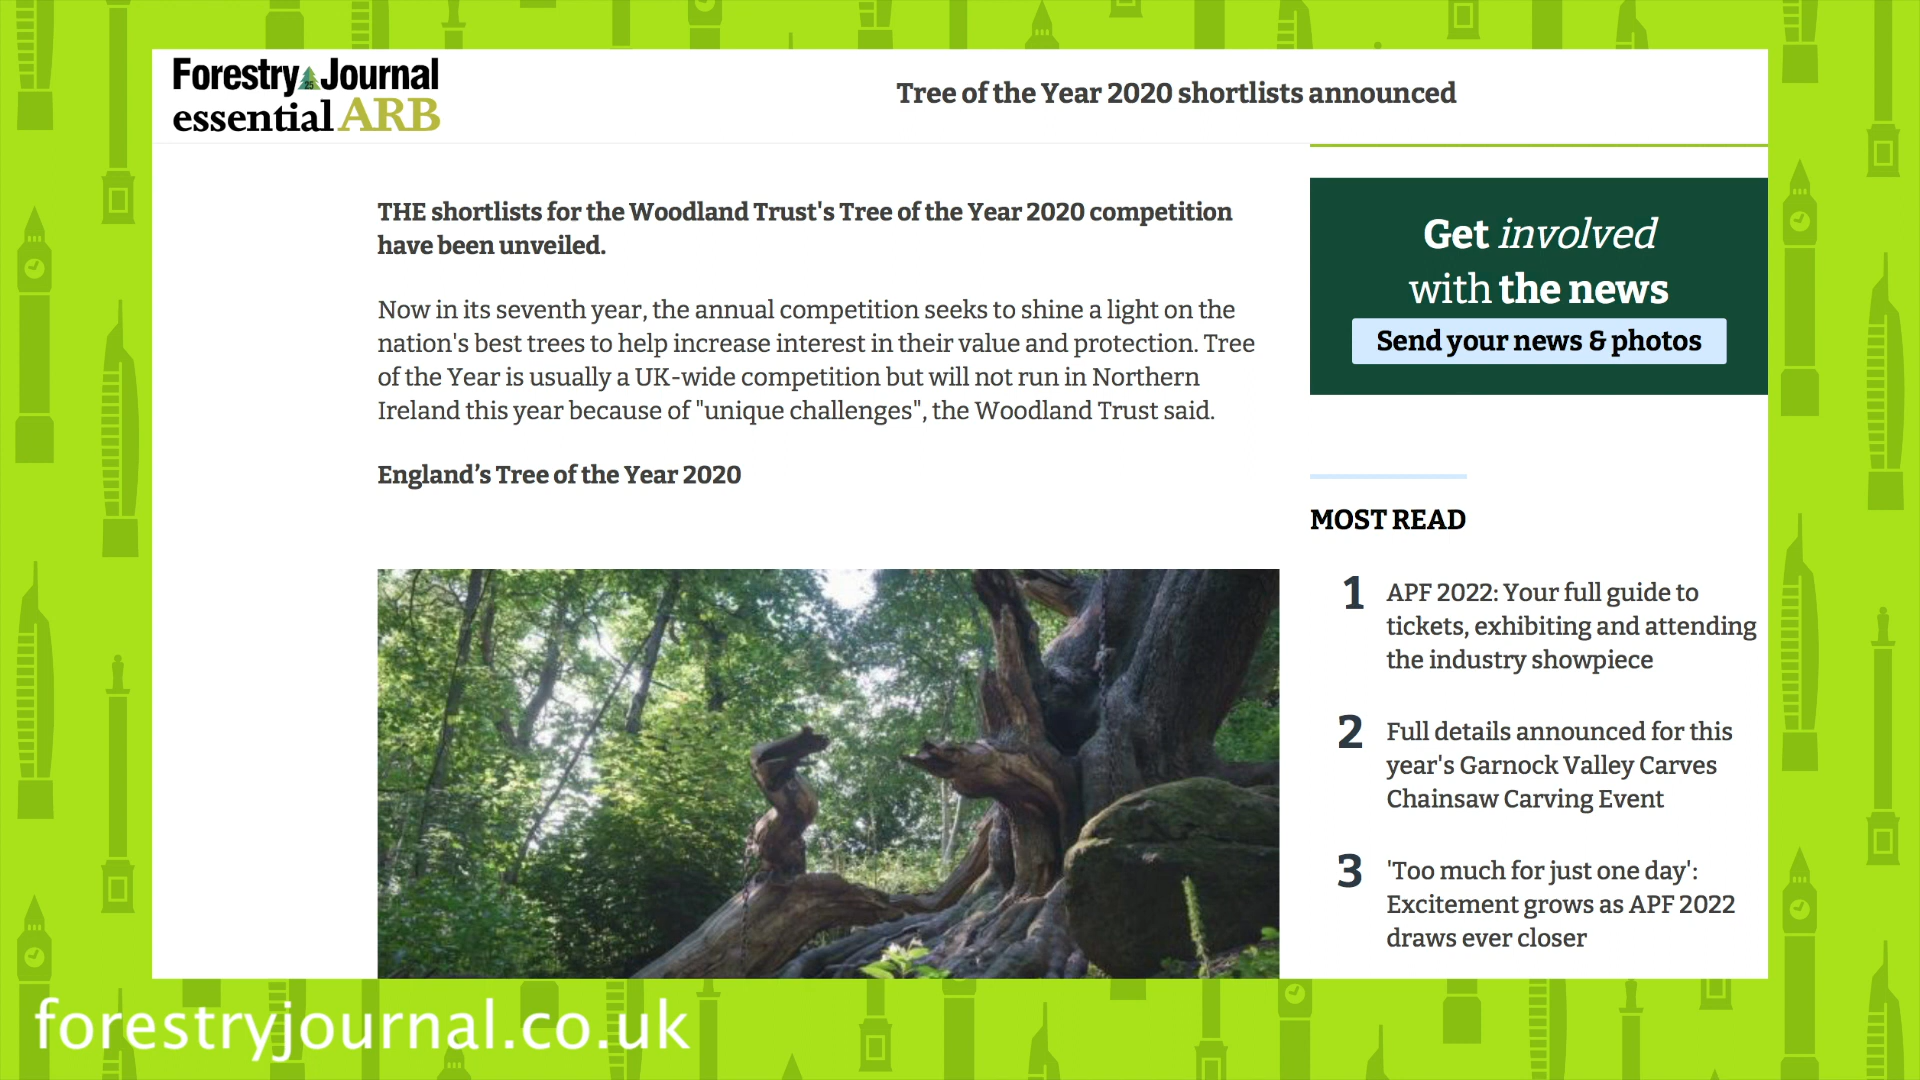 Forestry Journal
essential ARB
Tree of the Year 2020 shortlists announced
THE shortlists for the Woodland Trust's Tree of the Year 2020 competition
have been unveiled.
Now in its seventh year, the annual competition seeks to shine a light on the
nation's best trees to help increase interest in their value and protection. Tree
of the Year is usually a UK-wide competition but will not run in Northern
Ireland this year because of "unique challenges", the Woodland Trust said.
England’s Tree of the Year 2020
Get involved
with the news
Send your news & photos
MOST READ
1 APF 2022: Your full guide to
tickets, exhibiting and attending
the industry showpiece
2 Full details announced for this
year's Garnock Valley Carves
Chainsaw Carving Event
3 'Too much for just one day':
Excitement grows as APF 2022
draws ever closer
forestryjournal.co.uk